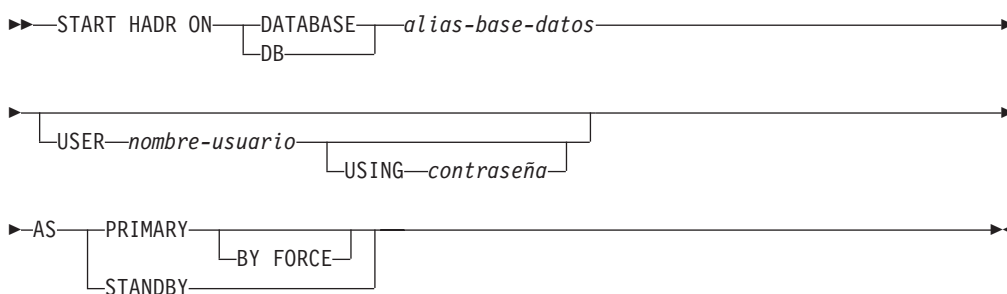 START HADR ON DATABASE alias-base-datos
DB
USER nombre-usuario
USING contraseña
AS PRIMARY
BY FORCE
STANDBY